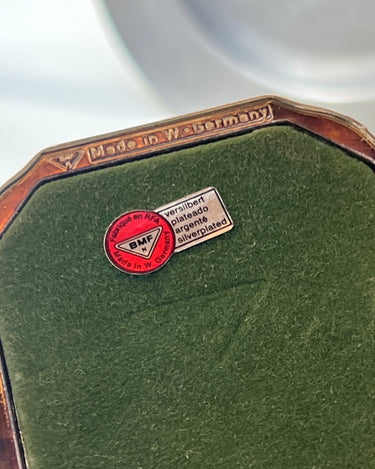 Made in W.-Germany
Fabriqué en RFA
BMF
N
Made in W. Germany
versilbert
plateado
argenté
silverplated